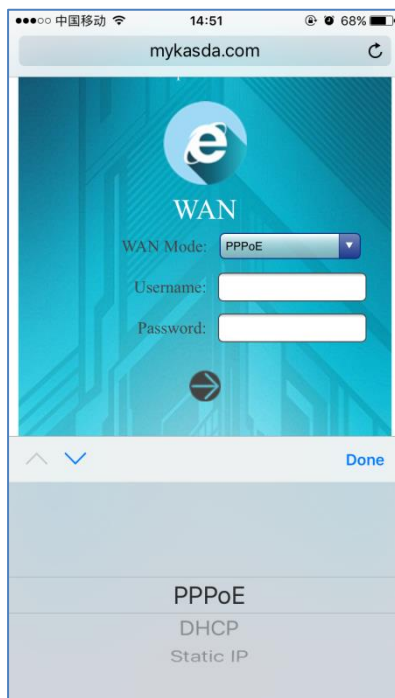 中国移动 14:51 68%
mykasda.com
WAN
WAN Mode: PPPoE
Username:
Password:
Done
PPPoE
DHCP
Static IP